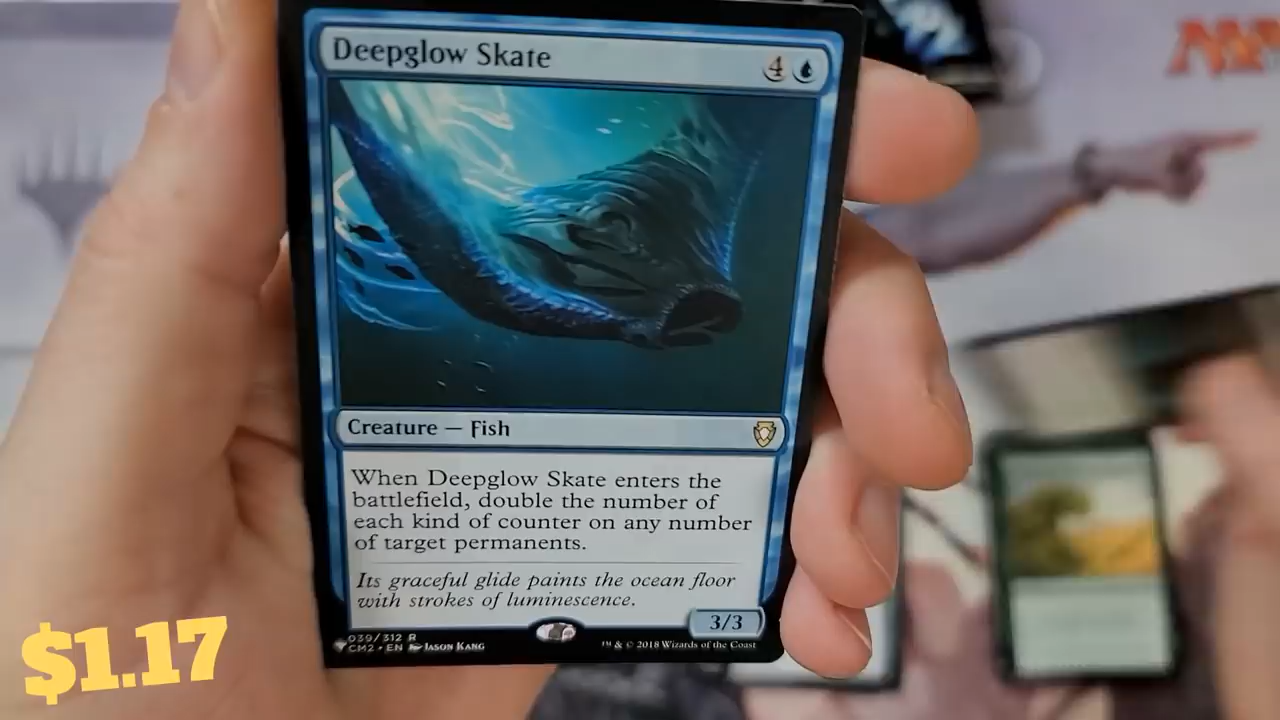 Deepglow Skate
4
Creature — Fish
When Deepglow Skate enters the
battlefield, double the number of
each kind of counter on any number
of target permanents.
Its graceful glide paints the ocean floor
with strokes of luminescence.
3/3
039/312 R
CM2 • EN Jason Kang
™ & © 2018 Wizards of the Coast
$1.17